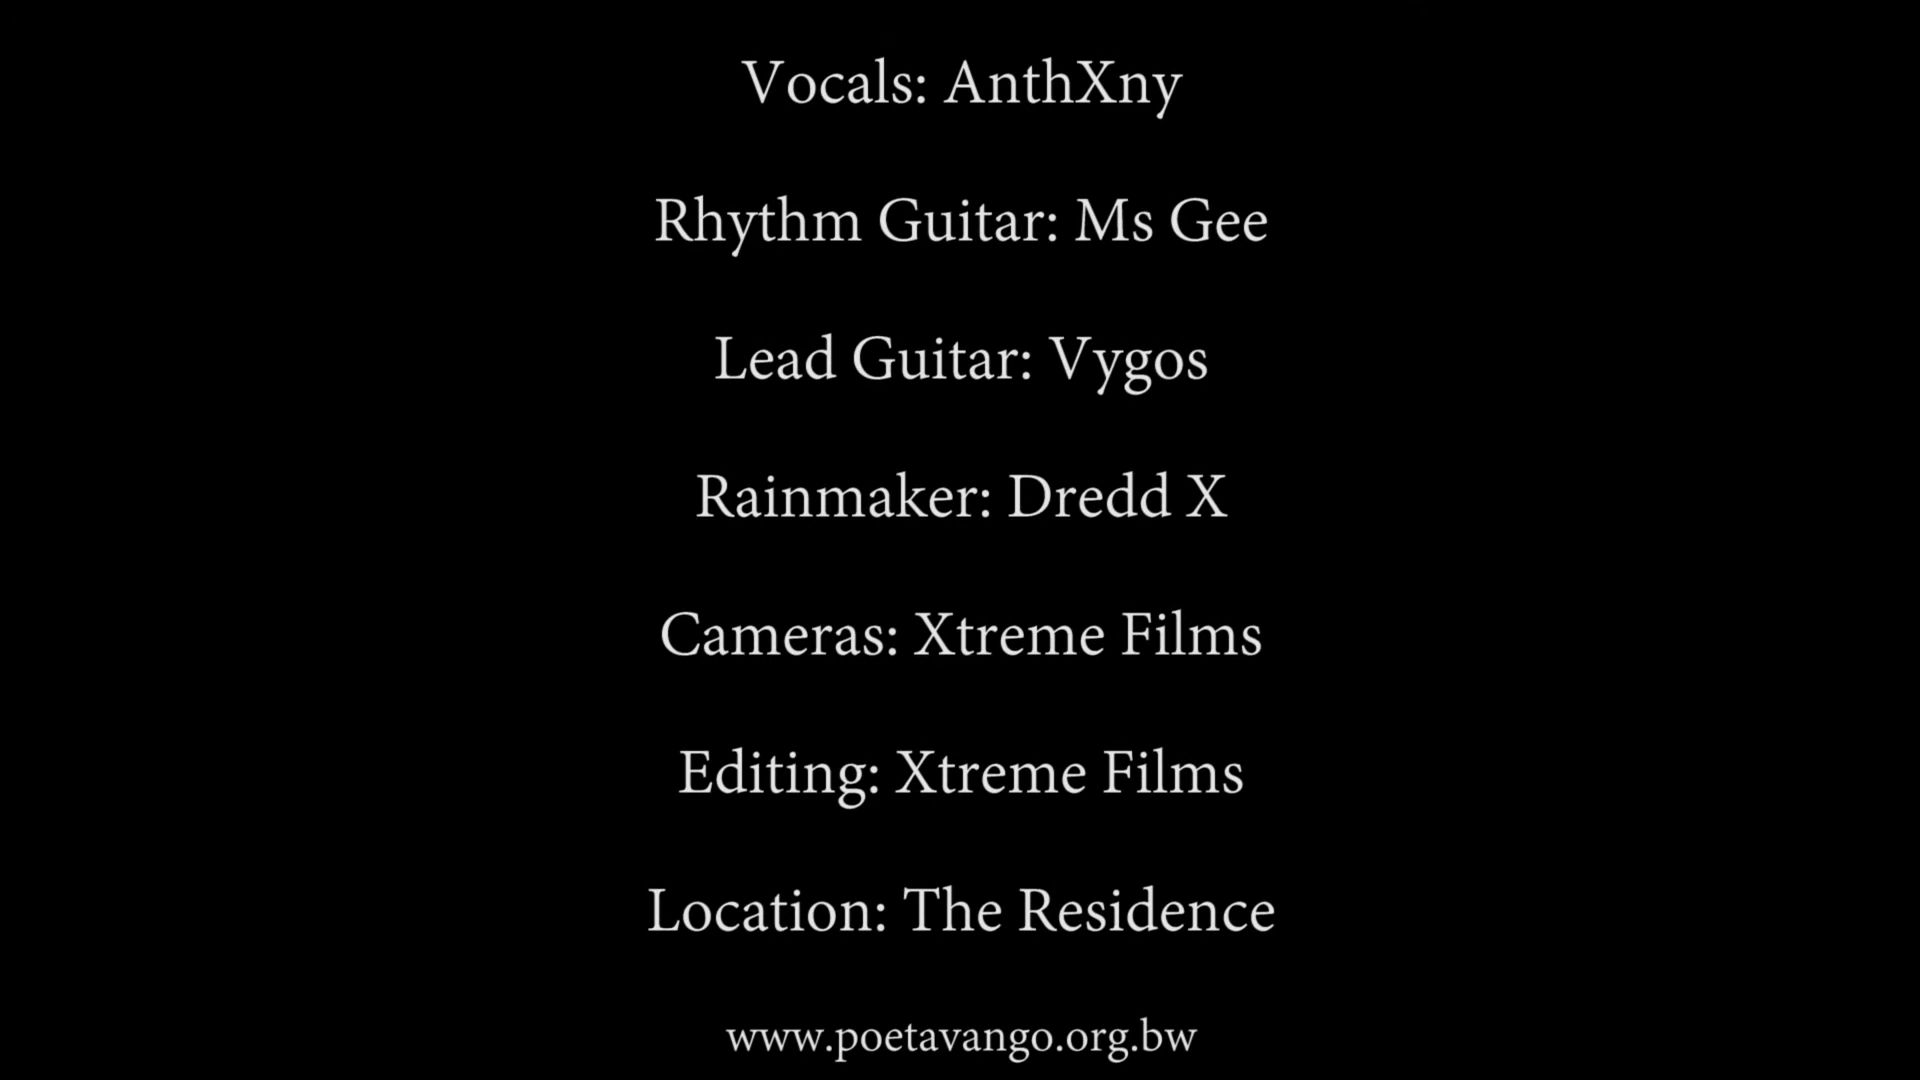 Vocals: AnthXny
Rhythm Guitar: Ms Gee
Lead Guitar: Vygos
Rainmaker: Dredd X
Cameras: Xtreme Films
Editing: Xtreme Films
Location: The Residence
www.poetavango.org.bw